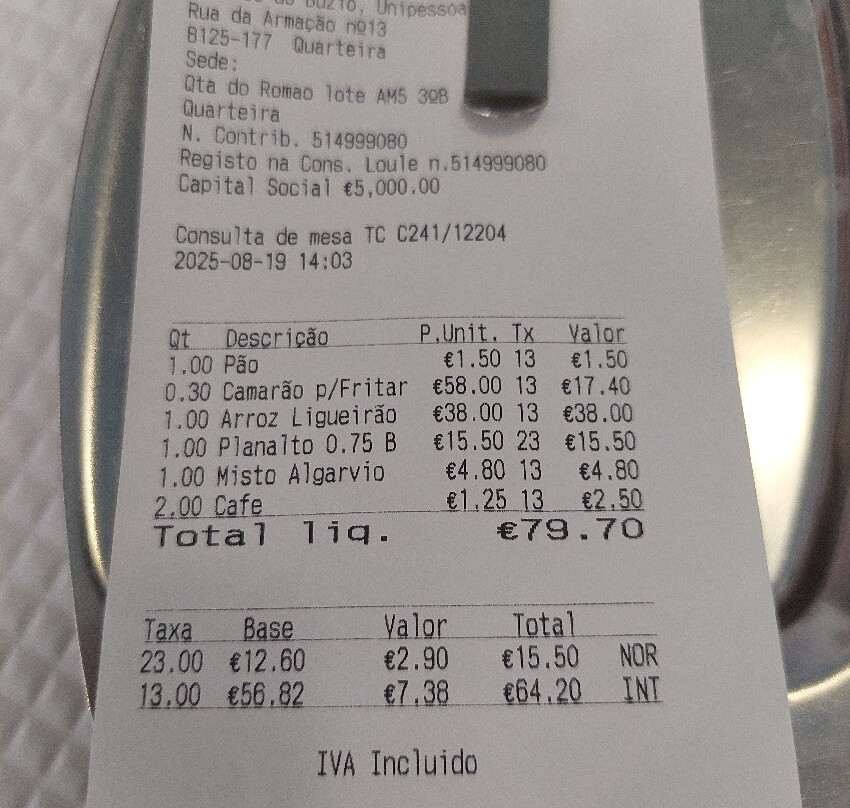 Búzio, Unipessoa
Rua da Armação nº13
8125-177 Quarteira
Sede:
Qta do Romao lote AM5 3ºB
Quarteira
N. Contrib. 514999080
Registo na Cons. Loule n.514999080
Capital Social €5,000.00
Consulta de mesa TC C241/12204
2025-08-19 14:03
Qt Descrição P.Unit. Tx Valor
1.00 Pão €1.50 13 €1.50
0.30 Camarão p/Fritar €58.00 13 €17.40
1.00 Arroz Ligueirão €38.00 13 €38.00
1.00 Planalto 0.75 B €15.50 23 €15.50
1.00 Misto Algarvio €4.80 13 €4.80
2.00 Cafe €1.25 13 €2.50
Total liq. €79.70
Taxa Base Valor Total
23.00 €12.60 €2.90 €15.50 NOR
13.00 €56.82 €7.38 €64.20 INT
IVA Incluido